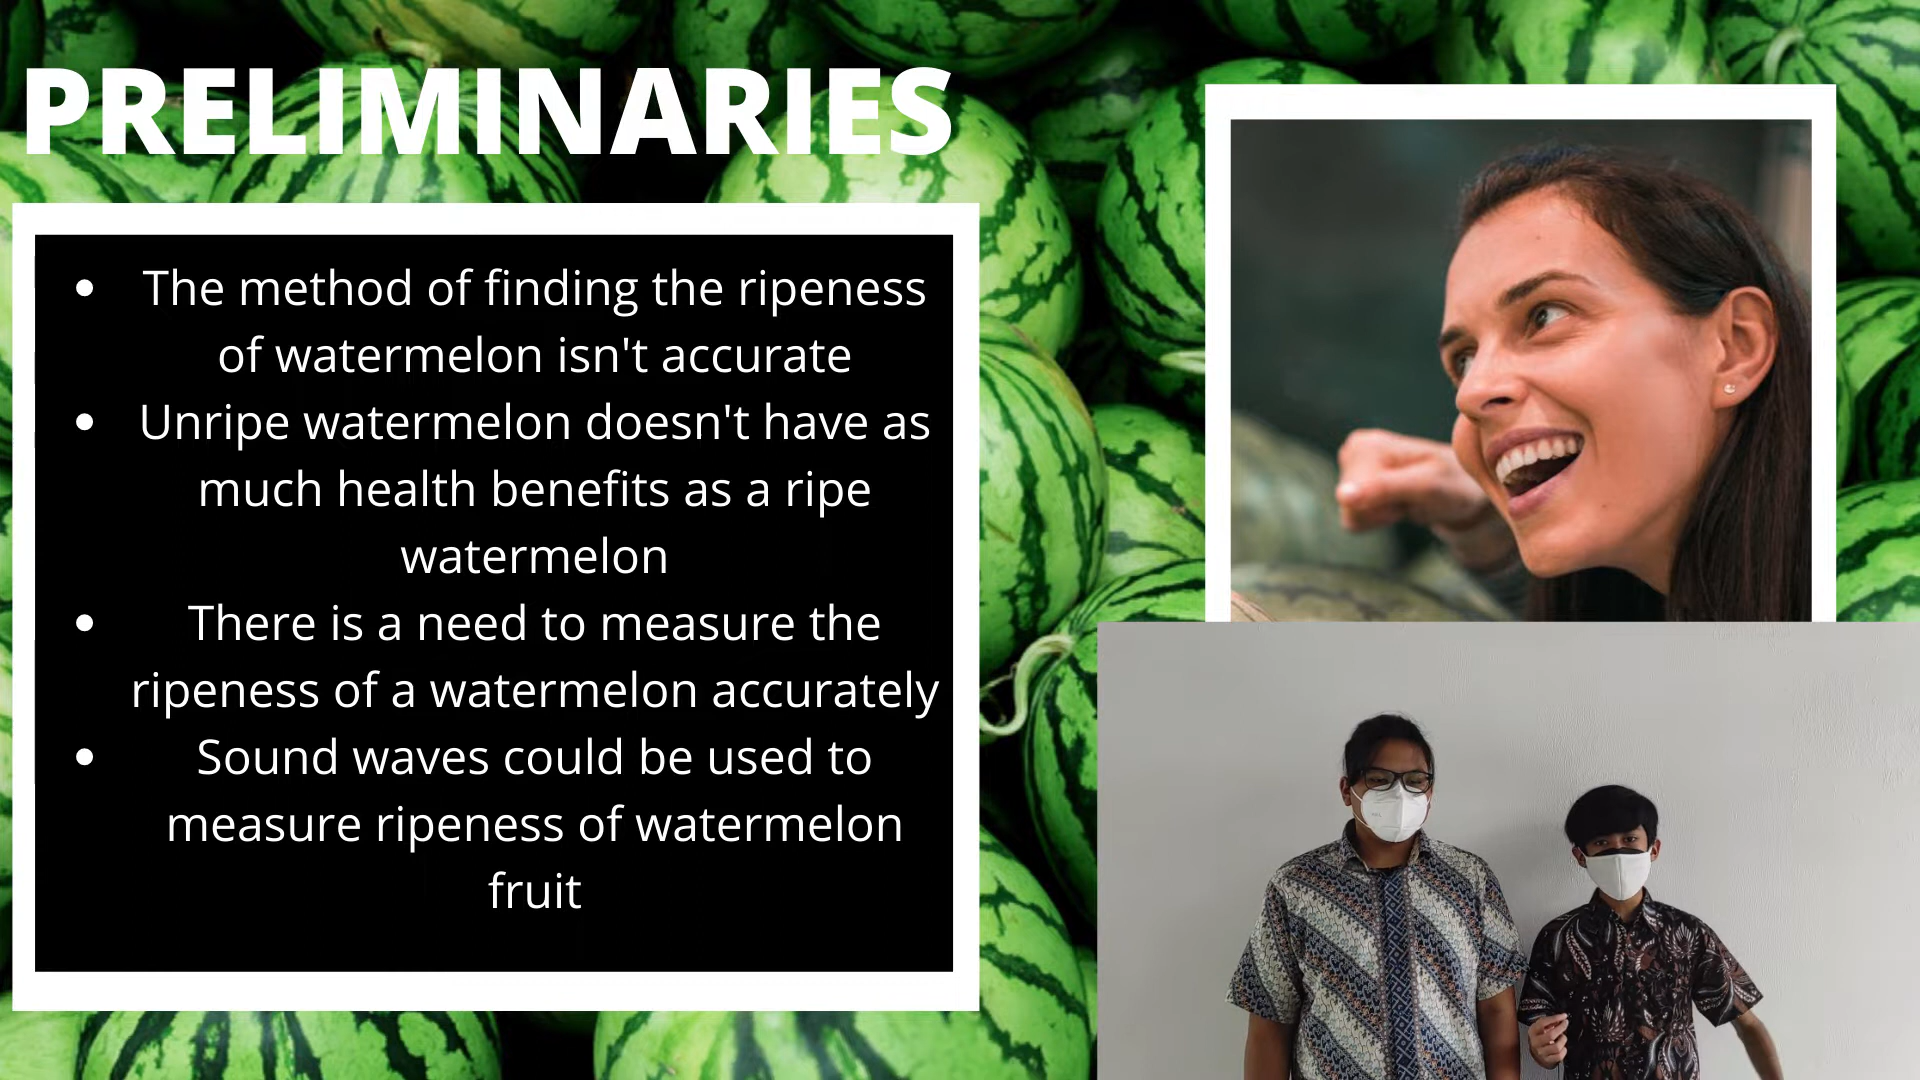 PRELIMINARIES
• The method of finding the ripeness
of watermelon isn't accurate
• Unripe watermelon doesn't have as
much health benefits as a ripe
watermelon
• There is a need to measure the
ripeness of a watermelon accurately
• Sound waves could be used to
measure ripeness of watermelon
fruit